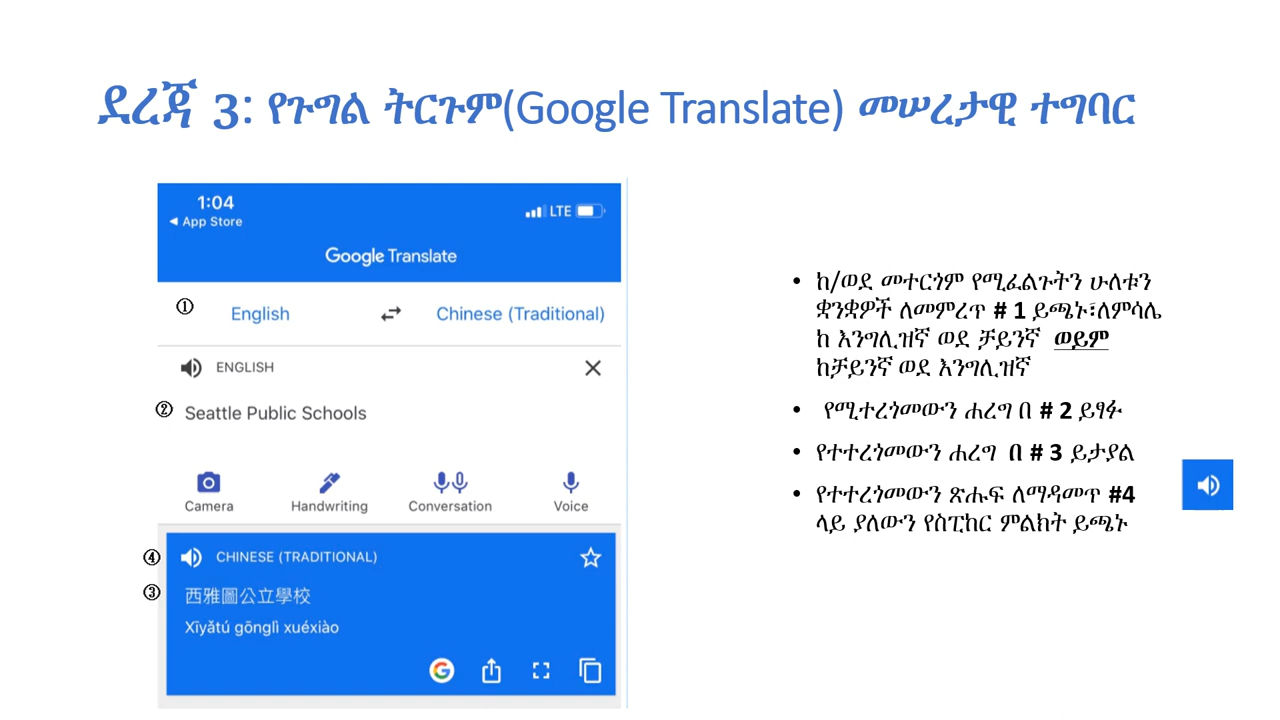 ደረጃ 3: የጉግል ትርጉም(Google Translate) መሠረታዊ ተግባር
1:04
◀ App Store
LTE
Google Translate
① English Chinese (Traditional)
ENGLISH
② Seattle Public Schools
Camera Handwriting Conversation Voice
④ CHINESE (TRADITIONAL)
③ 西雅圖公立學校
Xīyǎtú gōnglì xuéxiào
• ከ/ወደ መተርጎም የሚፈልጉትን ሁለቱን
ቋንቋዎች ለመምረጥ # 1 ይጫኑ፣ለምሳሌ
ከ እንግሊዝኛ ወደ ቻይንኛ ወይም
ከቻይንኛ ወደ እንግሊዝኛ
• የሚተረጎመውን ሐረግ በ # 2 ይፃፉ
• የተተረጎመውን ሐረግ በ # 3 ይታያል
• የተተረጎመውን ጽሑፍ ለማዳመጥ #4
ላይ ያለውን የስፒከር ምልክት ይጫኑ